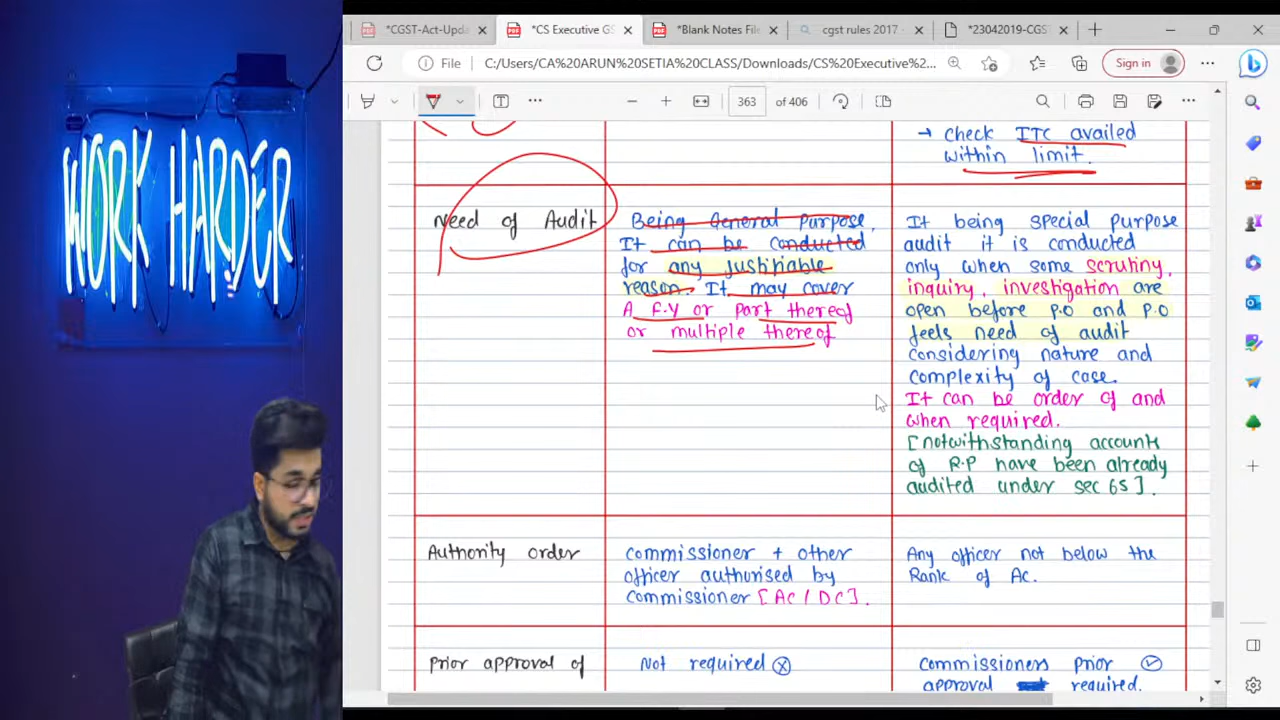 WORK HARDER
*CGST-Act-Upda
*CS Executive GS
*Blank Notes File
cgst rules 2017
*23042019-CGST
File
C:/Users/CA%20ARUN%20SETIA%20CLASS/Downloads/CS%20Executive%2...
Sign in
363 of 406
→ check ITC availed
within limit.
Need of Audit
Being General Purpose,
It can be conducted
for any justifiable
reason. It may cover
A F.Y or Part thereof
or multiple thereof
It being special purpose
audit it is conducted
only when some scrutiny,
inquiry, investigation are
open before P.O and P.O
feels need of audit
considering nature and
complexity of case.
It can be order of and
when required.
[notwithstanding accounts
of R.P have been already
audited under sec 65].
Authority order
Commissioner + other
officer authorised by
Commissioner [AC / DC].
Any officer not below the
Rank of AC.
Prior approval of
Not required
Commissioners prior
approval required.